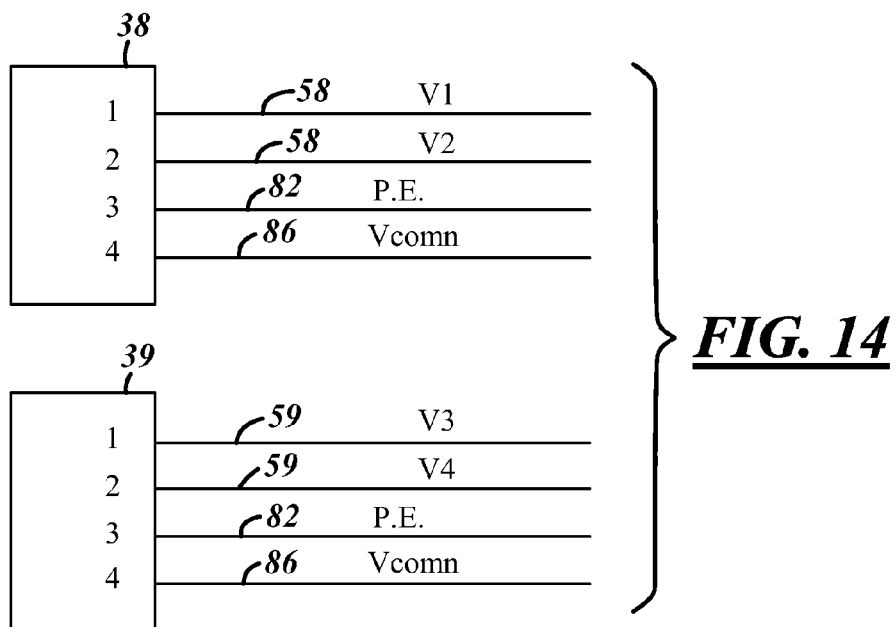 38
1 58 V1
2 58 V2
3 82 P.E.
4 86 Vcomn
39
1 59 V3
2 59 V4
3 82 P.E.
4 86 Vcomn
FIG. 14